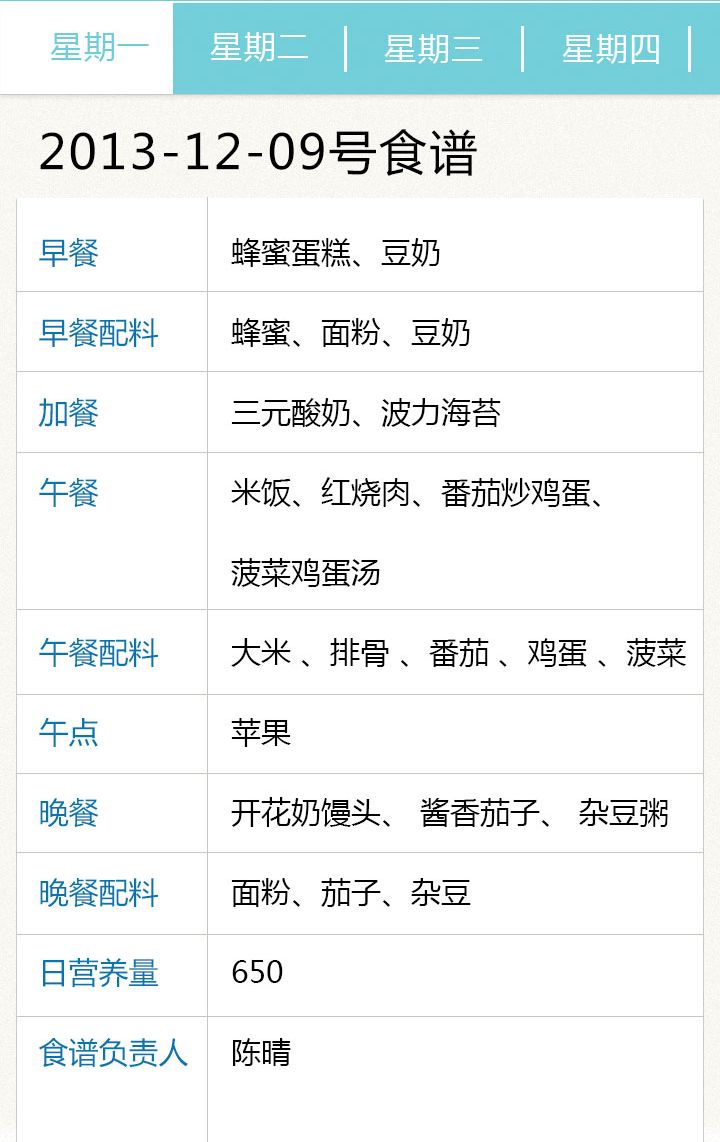 星期一 星期二 星期三 星期四
2013-12-09号食谱
早餐 蜂蜜蛋糕、豆奶
早餐配料 蜂蜜、面粉、豆奶
加餐 三元酸奶、波力海苔
午餐 米饭、红烧肉、番茄炒鸡蛋、
菠菜鸡蛋汤
午餐配料 大米 、排骨 、番茄 、鸡蛋 、菠菜
午点 苹果
晚餐 开花奶馒头、 酱香茄子、 杂豆粥
晚餐配料 面粉、茄子、杂豆
日营养量 650
食谱负责人 陈晴